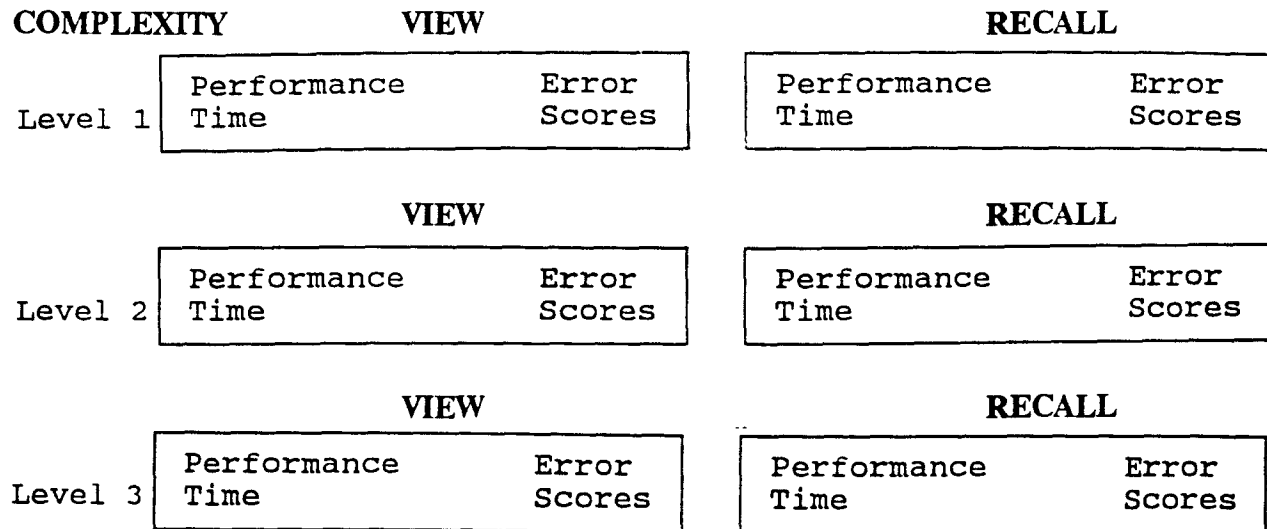 COMPLEXITY VIEW RECALL
Performance Error Performance Error
Level 1 Time Scores Time Scores
VIEW RECALL
Performance Error Performance Error
Level 2 Time Scores Time Scores
VIEW RECALL
Performance Error Performance Error
Level 3 Time Scores Time Scores